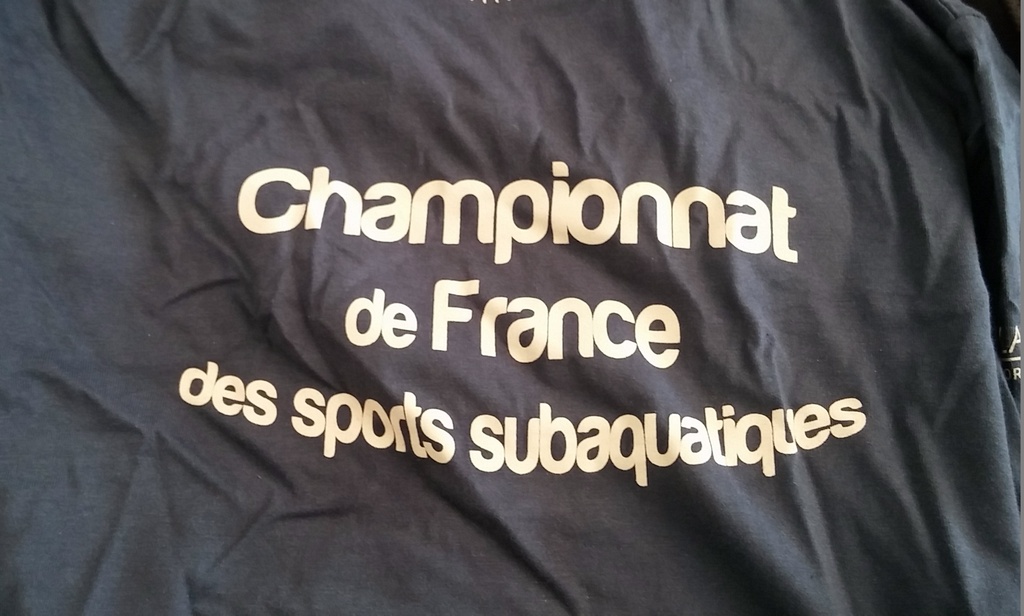 Championnat
de France
des sports subaquatiques